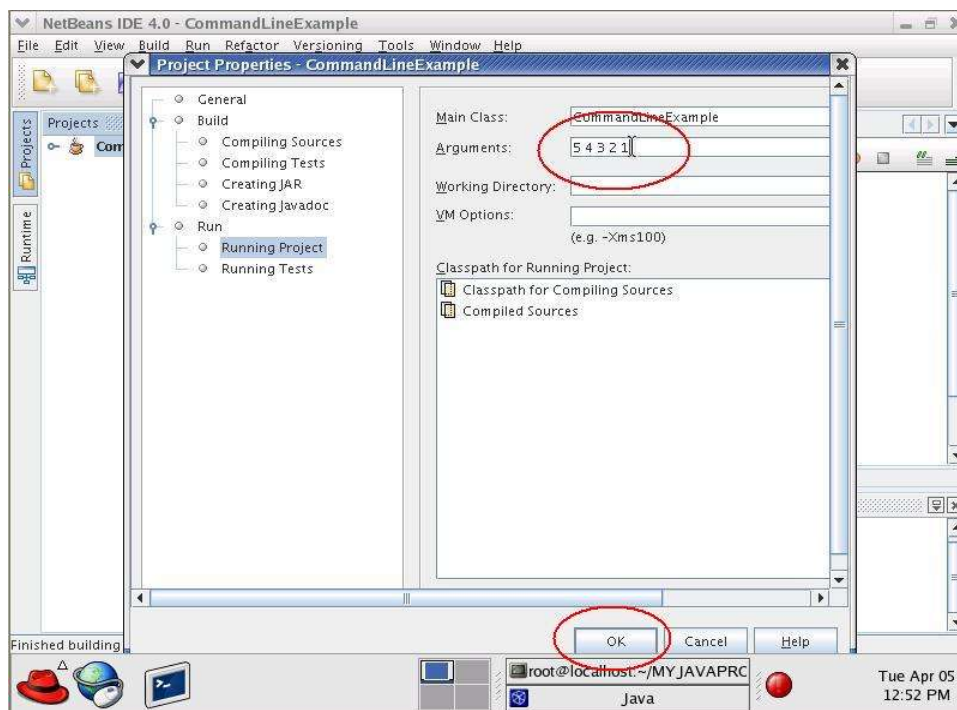 NetBeans IDE 4.0 - CommandLineExample
File Edit View Build Run Refactor Versioning Tools Window Help
Project Properties - CommandLineExample
Projects
Projects
Com
Runtime
General
Build
Compiling Sources
Compiling Tests
Creating JAR
Creating Javadoc
Run
Running Project
Running Tests
Main Class: CommandLineExample
Arguments: 5 4 3 2 1
Working Directory:
VM Options:
(e.g. -Xms100)
Classpath for Running Project:
Classpath for Compiling Sources
Compiled Sources
OK Cancel Help
Finished building
root@localhost:~/MYJAVAPRC
Java
Tue Apr 05
12:52 PM